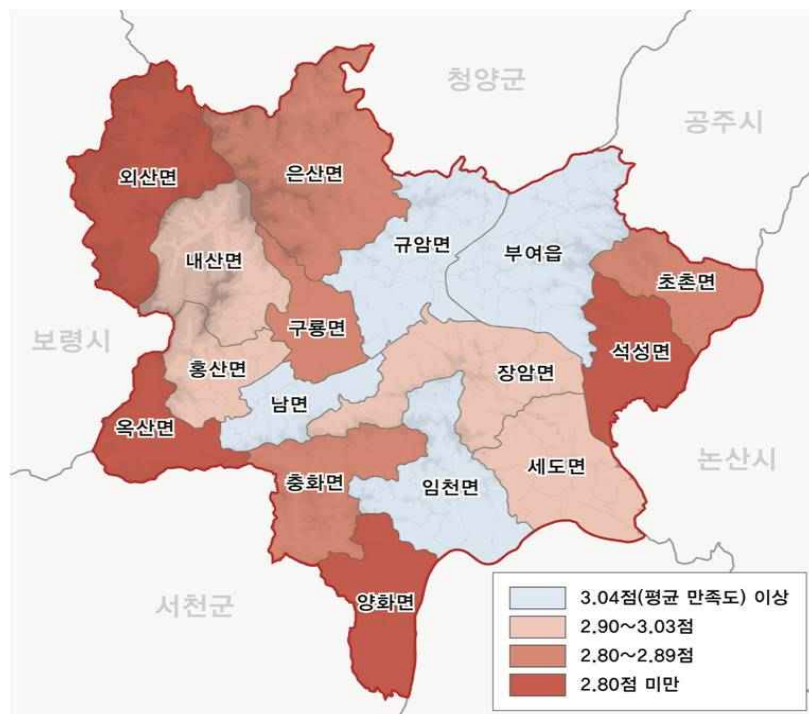 청양군
공주시
외산면
은산면
내산면
규암면
부여읍
초촌면
보령시
구룡면
홍산면
석성면
장암면
남면
옥산면
논산시
세도면
충화면
임천면
서천군
양화면
3.04점(평균 만족도) 이상
2.90~3.03점
2.80~2.89점
2.80점 미만